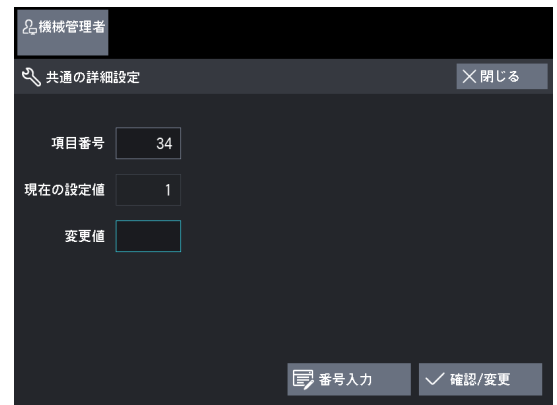 機械管理者
共通の詳細設定
閉じる
項目番号 34
現在の設定値 1
変更値
番号入力
確認/変更